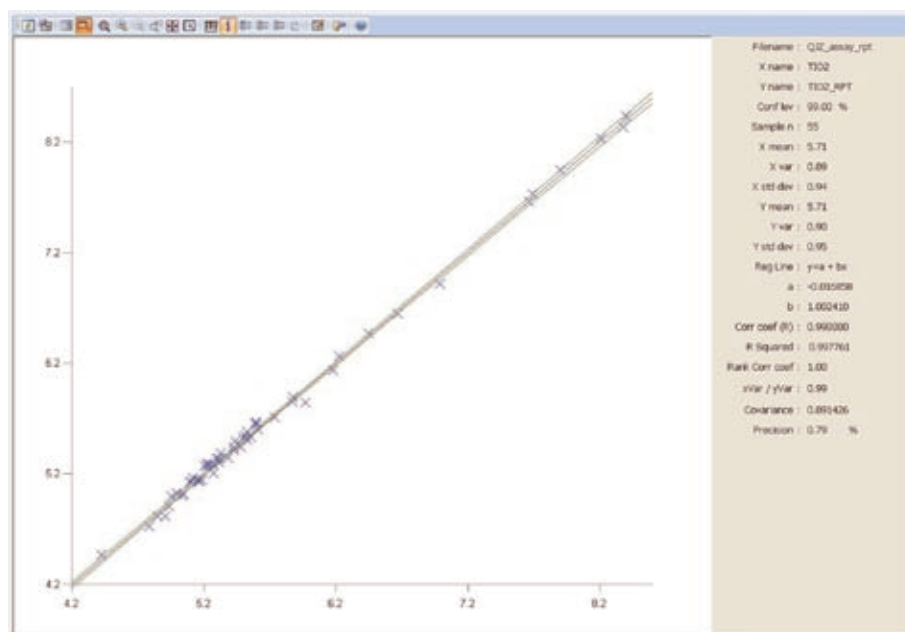 8.2
7.2
6.2
5.2
4.2
4.2
5.2
6.2
7.2
8.2
Filename : QJZ_assay_rpt
X name : TIO2
Y name : TIO2_RPT
Conf lev : 99.00 %
Sample n : 55
X mean : 5.71
X var : 0.89
X std dev : 0.94
Y mean : 5.71
Y var : 0.90
Y std dev : 0.95
Reg Line : y=a + bx
a :
b : 1.002410
Corr coef (R) :
R Squared : 0.997761
Rank Corr coef : 1.00
xVar / yVar : 0.99
Covariance : 0.891426
Precision : 0.79 %